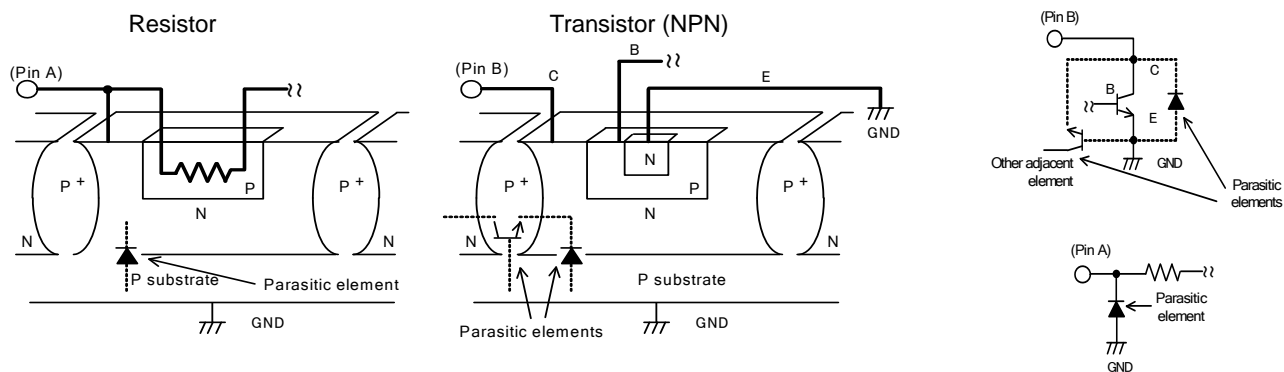 Resistor
(Pin A)
P +
P +
P
N
N
N
P substrate
Parasitic element
GND
Transistor (NPN)
(Pin B)
C
B
E
GND
P +
P +
N
P
N
N
N
P substrate
Parasitic elements
GND
(Pin B)
C
B
E
GND
Other adjacent
element
Parasitic
elements
(Pin A)
Parasitic
element
GND